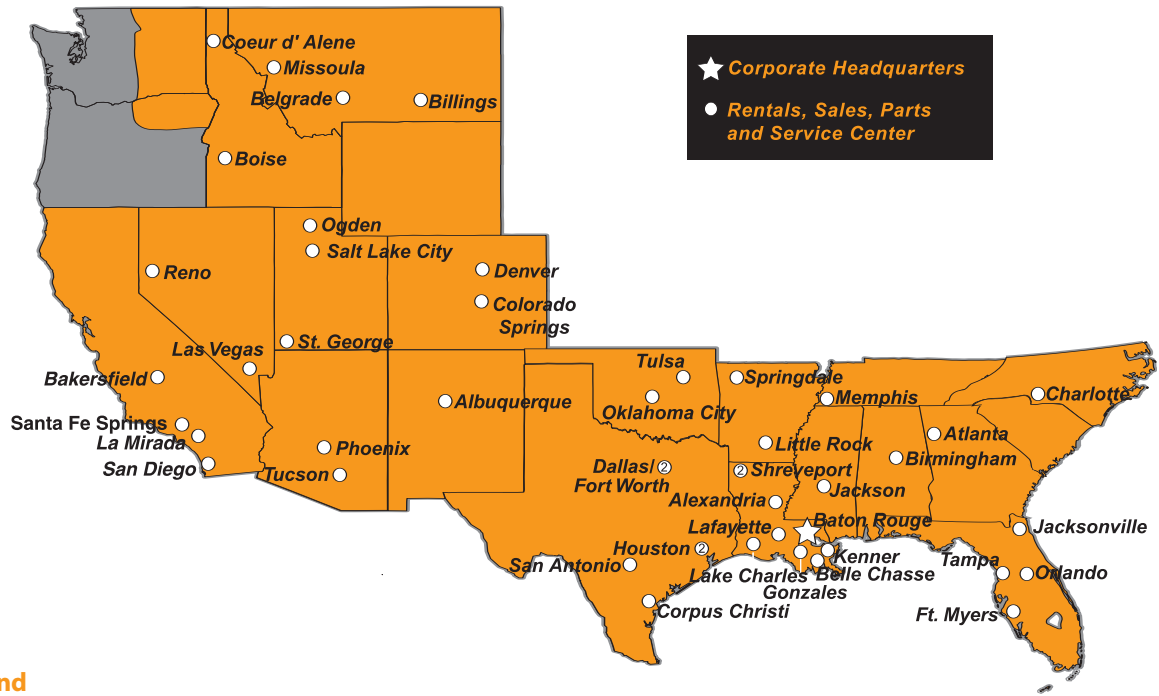 Coeur d' Alene
Missoula
Belgrade
Billings
Boise
Corporate Headquarters
Rentals, Sales, Parts
and Service Center
Ogden
Salt Lake City
Reno
Denver
Colorado
Springs
St. George
Las Vegas
Bakersfield
Santa Fe Springs
La Mirada
San Diego
Phoenix
Tucson
Albuquerque
Tulsa
Oklahoma City
Springdale
Memphis
Charlotte
Little Rock
Atlanta
Birmingham
Dallas/ 2
Fort Worth
2 Shreveport
Alexandria
Jackson
Lafayette
Baton Rouge
Houston 2
San Antonio
Lake Charles
Gonzales
Kenner
Belle Chasse
Corpus Christi
Jacksonville
Tampa
Orlando
Ft. Myers
nd